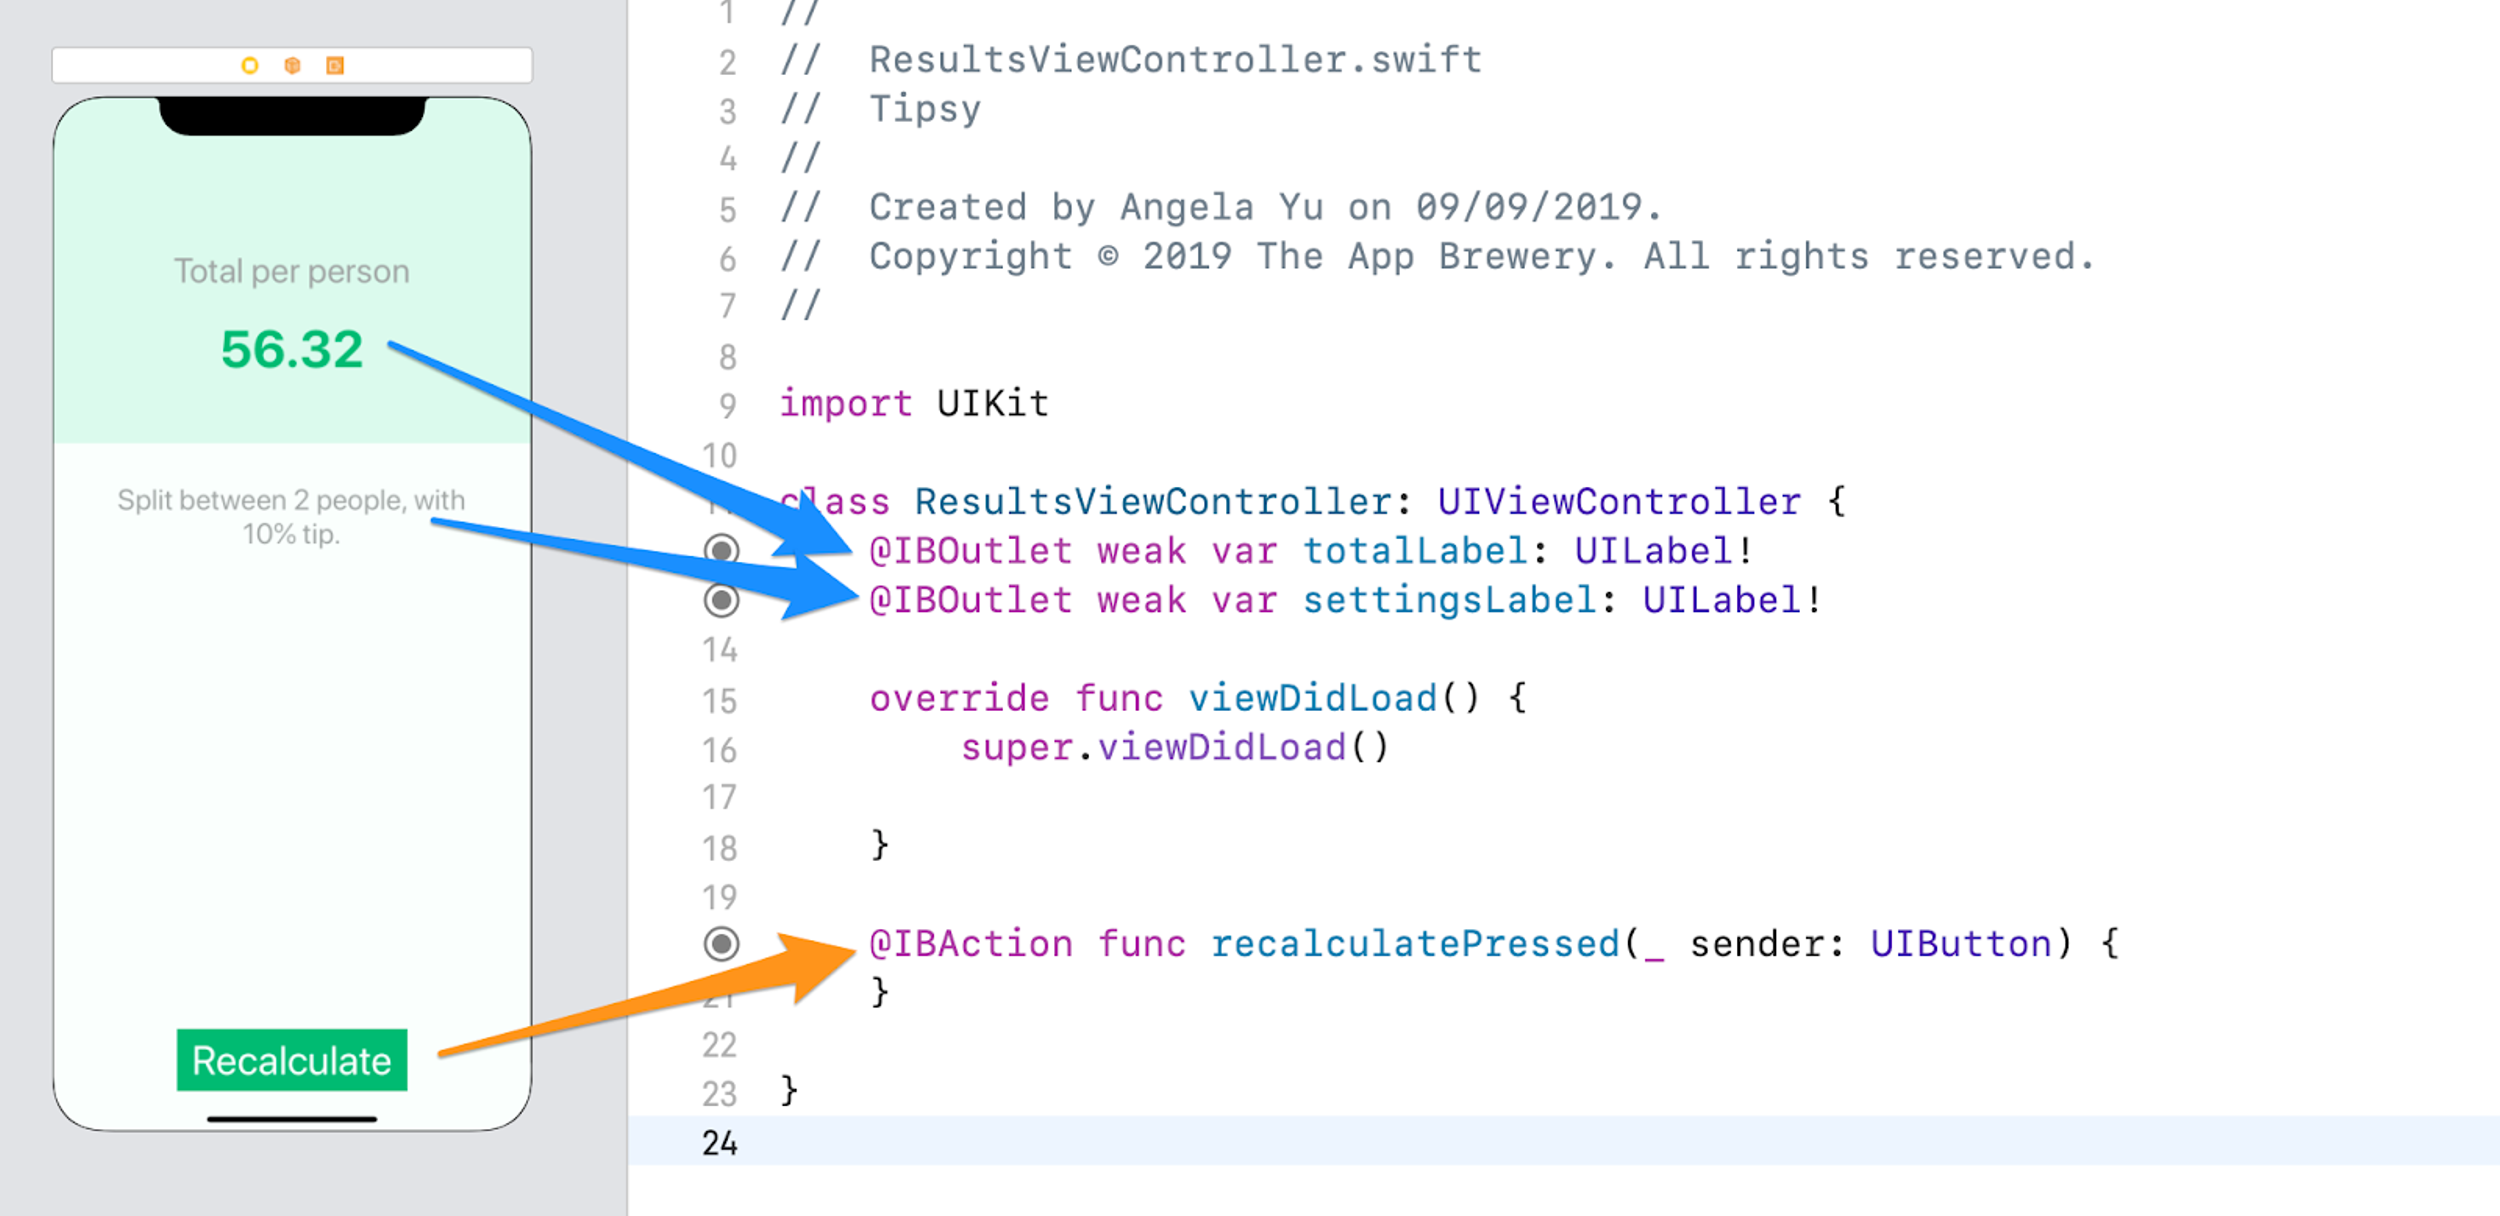 Total per person
56.32
Split between 2 people, with
10% tip.
Recalculate
1 //
2 // ResultsViewController.swift
3 // Tipsy
4 //
5 // Created by Angela Yu on 09/09/2019.
6 // Copyright © 2019 The App Brewery. All rights reserved.
7 //
8
9 import UIKit
10
class ResultsViewController: UIViewController {
@IBOutlet weak var totalLabel: UILabel!
@IBOutlet weak var settingsLabel: UILabel!
14
15 override func viewDidLoad() {
16 super.viewDidLoad()
17
18 }
19
@IBAction func recalculatePressed(_ sender: UIButton) {
21 }
22
23 }
24